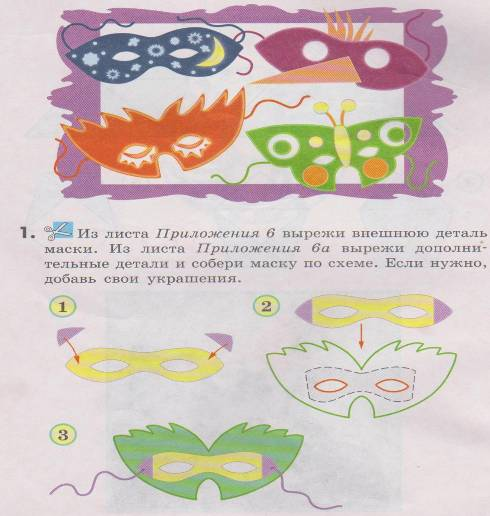 1. Из листа Приложения 6 вырежи внешнюю деталь
маски. Из листа Приложения 6а вырежи дополни-
тельные детали и собери маску по схеме. Если нужно,
добавь свои украшения.
1
2
3